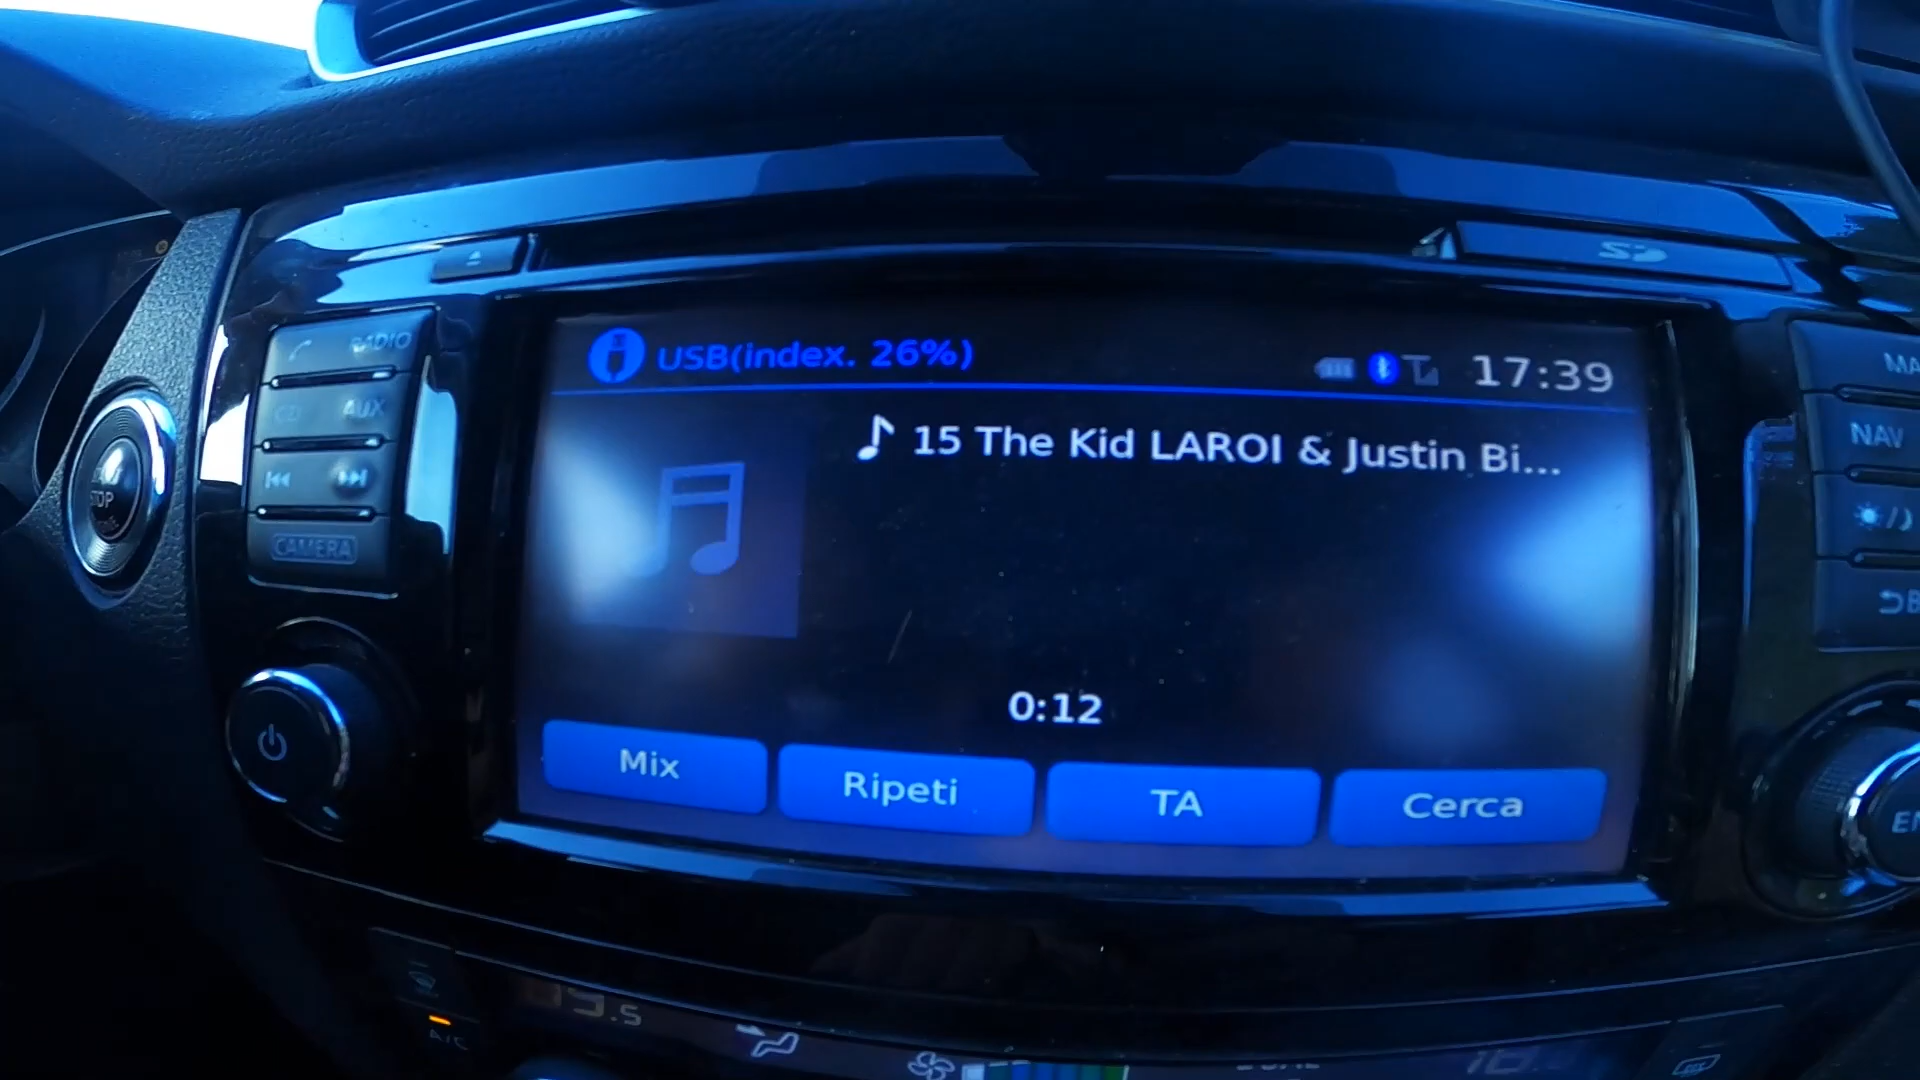 USB(index. 26%)
17:39
15 The Kid LAROI & Justin Bi...
0:12
Mix
Ripeti
TA
Cerca
RADIO
CD AUX
CAMERA
SD
NAV
A/C